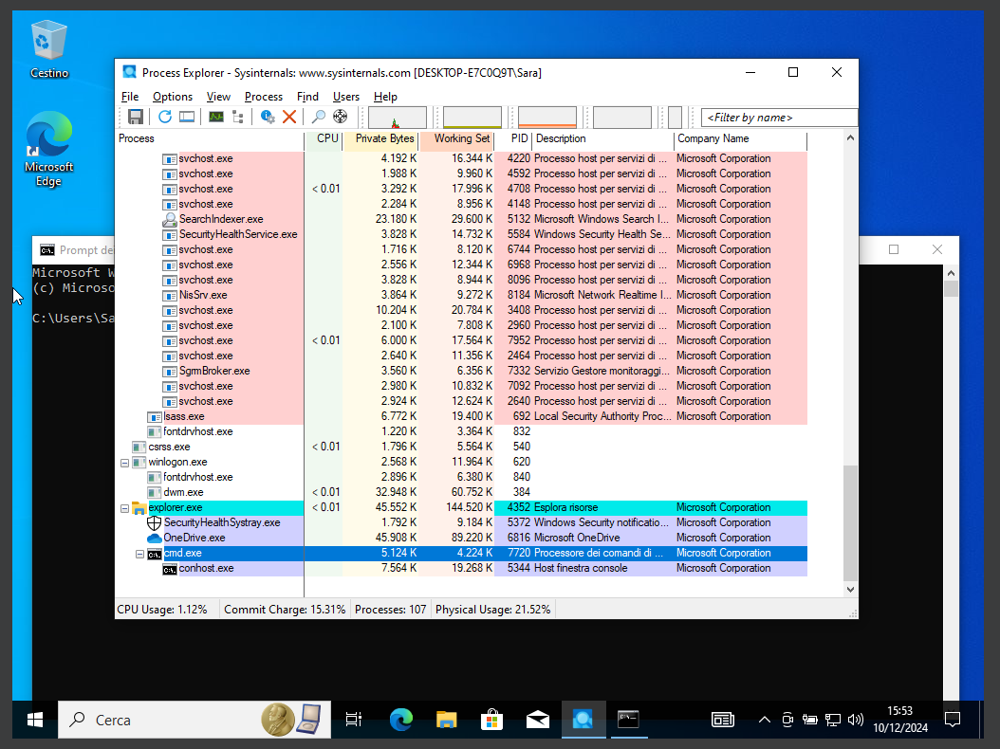 Cestino
Microsoft
Edge
Process Explorer - Sysinternals: www.sysinternals.com [DESKTOP-E7C0Q9T\Sara]
File Options View Process Find Users Help
<Filter by name>
Process CPU Private Bytes Working Set PID Description Company Name
svchost.exe 4.192 K 16.344 K 4220 Processo host per servizi di ... Microsoft Corporation
svchost.exe 1.988 K 9.960 K 4592 Processo host per servizi di ... Microsoft Corporation
svchost.exe < 0.01 3.292 K 17.996 K 4708 Processo host per servizi di ... Microsoft Corporation
svchost.exe 2.284 K 8.956 K 4148 Processo host per servizi di ... Microsoft Corporation
SearchIndexer.exe 23.180 K 29.600 K 5132 Microsoft Windows Search I... Microsoft Corporation
SecurityHealthService.exe 3.828 K 14.732 K 5584 Windows Security Health Se... Microsoft Corporation
svchost.exe 1.716 K 8.120 K 6744 Processo host per servizi di ... Microsoft Corporation
svchost.exe 2.556 K 12.344 K 6968 Processo host per servizi di ... Microsoft Corporation
svchost.exe 3.828 K 8.944 K 8096 Processo host per servizi di ... Microsoft Corporation
NisSrv.exe 3.864 K 9.272 K 8184 Microsoft Network Realtime I... Microsoft Corporation
svchost.exe 10.204 K 20.784 K 3408 Processo host per servizi di ... Microsoft Corporation
svchost.exe 2.100 K 7.808 K 2960 Processo host per servizi di ... Microsoft Corporation
svchost.exe < 0.01 6.000 K 17.564 K 7952 Processo host per servizi di ... Microsoft Corporation
svchost.exe 2.640 K 11.356 K 2464 Processo host per servizi di ... Microsoft Corporation
SgrmBroker.exe 3.560 K 6.356 K 7332 Servizio Gestore monitoraggi... Microsoft Corporation
svchost.exe 2.980 K 10.832 K 7092 Processo host per servizi di ... Microsoft Corporation
svchost.exe 2.924 K 12.624 K 2640 Processo host per servizi di ... Microsoft Corporation
lsass.exe 6.772 K 19.400 K 692 Local Security Authority Proc... Microsoft Corporation
fontdrvhost.exe 1.220 K 3.364 K 832
csrss.exe < 0.01 1.796 K 5.564 K 540
winlogon.exe 2.568 K 11.964 K 620
fontdrvhost.exe 2.896 K 6.380 K 840
dwm.exe < 0.01 32.948 K 60.752 K 384
explorer.exe < 0.01 45.552 K 144.520 K 4352 Esplora risorse Microsoft Corporation
SecurityHealthSystray.exe 1.792 K 9.184 K 5372 Windows Security notificatio... Microsoft Corporation
OneDrive.exe 45.908 K 89.220 K 6816 Microsoft OneDrive Microsoft Corporation
cmd.exe 5.124 K 4.224 K 7720 Processore dei comandi di ... Microsoft Corporation
conhost.exe 7.564 K 19.268 K 5344 Host finestra console Microsoft Corporation
CPU Usage: 1.12% Commit Charge: 15.31% Processes: 107 Physical Usage: 21.52%
Prompt de
Microsoft W
(c) Microso
C:\Users\Sa
Cerca
15:53
10/12/2024